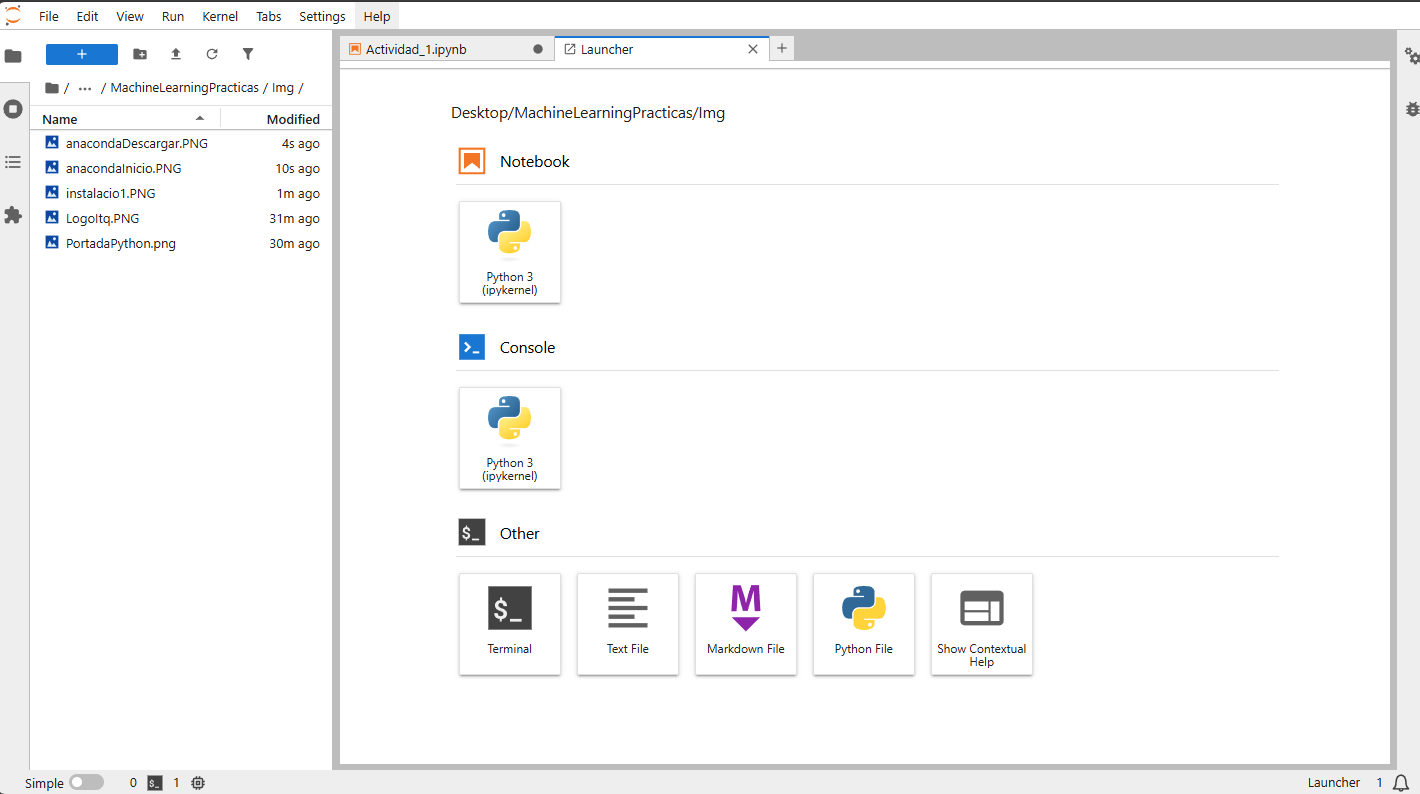 File Edit View Run Kernel Tabs Settings Help
+
/ ··· / MachineLearningPracticas / Img /
Name Modified
anacondaDescargar.PNG 4s ago
anacondaInicio.PNG 10s ago
instalacio1.PNG 1m ago
LogoItq.PNG 31m ago
PortadaPython.png 30m ago
Actividad_1.ipynb
Launcher
Desktop/MachineLearningPracticas/Img
Notebook
Python 3
(ipykernel)
Console
Python 3
(ipykernel)
$_ Other
$_
Terminal
Text File
M
Markdown File
Python File
Show Contextual
Help
Simple 0 $_ 1
Launcher 1